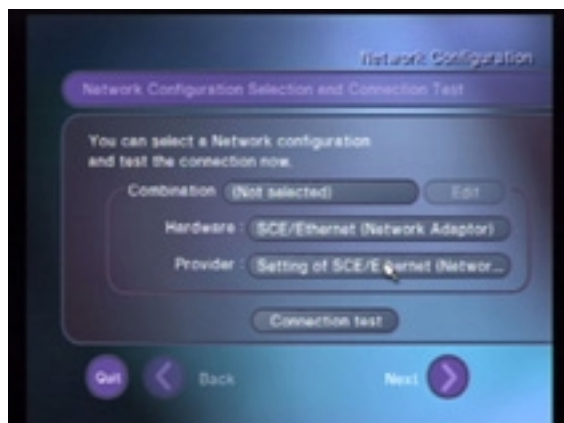 Network Configuration
Network Configuration Selection and Connection Test
You can select a Network configuration
and test the connection now.
Combination (Not selected) Edit
Hardware : SCE/Ethernet (Network Adaptor)
Provider : Setting of SCE/Ethernet (Networ...
Connection test
Quit Back Next